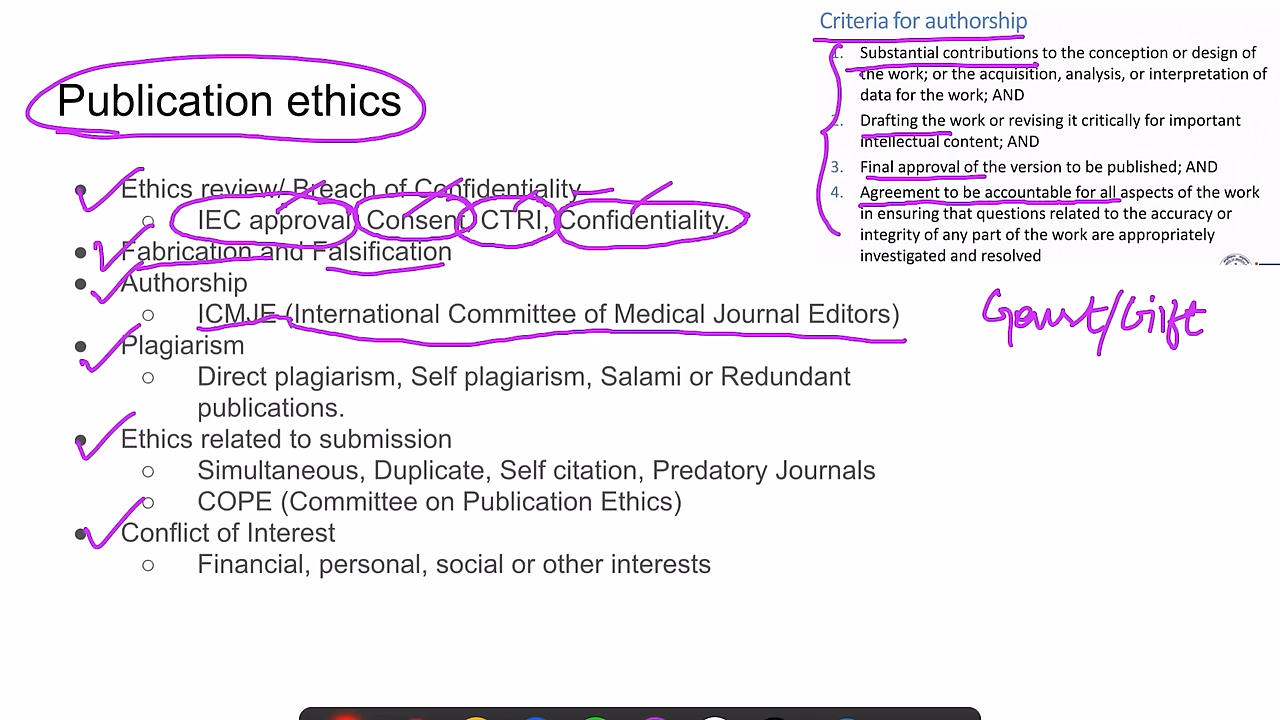 Publication ethics
Ethics review/ Breach of Confidentiality
IEC approval, Consent, CTRI, Confidentiality.
Fabrication and Falsification
Authorship
ICMJE (International Committee of Medical Journal Editors)
Plagiarism
Direct plagiarism, Self plagiarism, Salami or Redundant
publications.
Ethics related to submission
Simultaneous, Duplicate, Self citation, Predatory Journals
COPE (Committee on Publication Ethics)
Conflict of Interest
Financial, personal, social or other interests
Criteria for authorship
1. Substantial contributions to the conception or design of
the work; or the acquisition, analysis, or interpretation of
data for the work; AND
2. Drafting the work or revising it critically for important
intellectual content; AND
3. Final approval of the version to be published; AND
4. Agreement to be accountable for all aspects of the work
in ensuring that questions related to the accuracy or
integrity of any part of the work are appropriately
investigated and resolved
/Gift